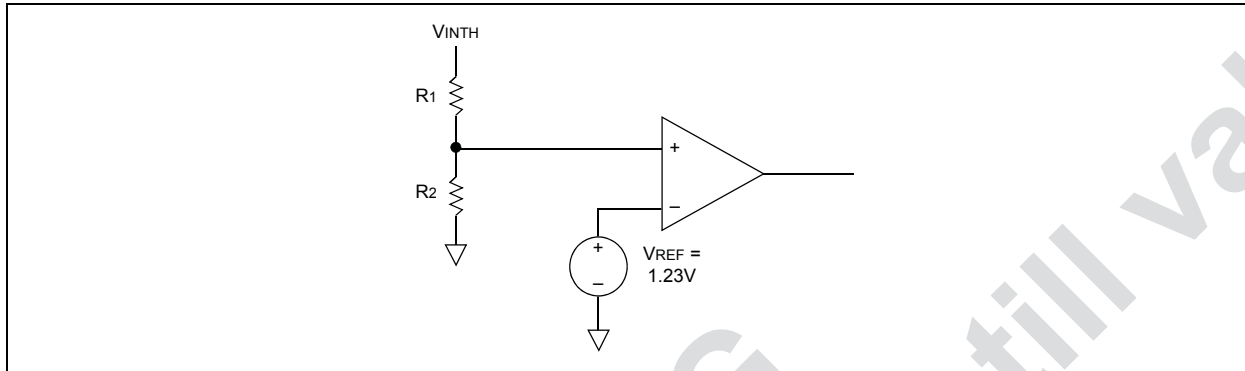 VINTH
R1
+
R2
–
+
VREF =
1.23V
–